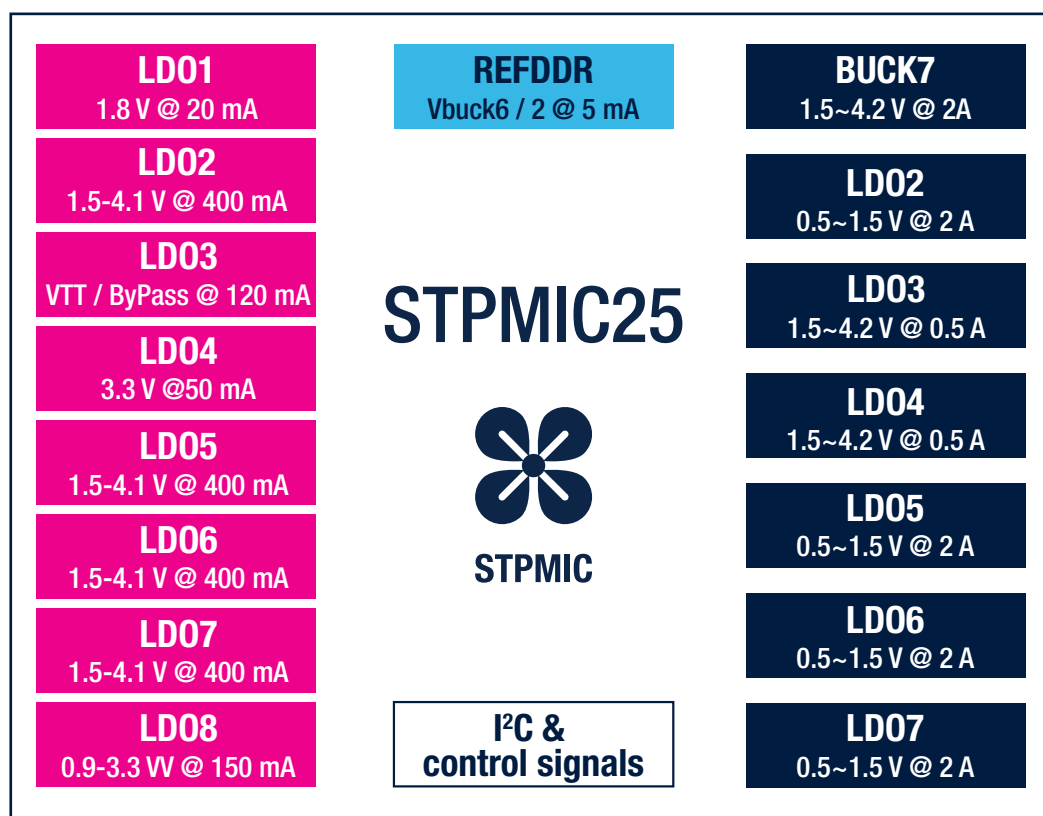 LDO1
1.8 V @ 20 mA
LDO2
1.5-4.1 V @ 400 mA
LDO3
VTT / ByPass @ 120 mA
LDO4
3.3 V @50 mA
LDO5
1.5-4.1 V @ 400 mA
LDO6
1.5-4.1 V @ 400 mA
LDO7
1.5-4.1 V @ 400 mA
LDO8
0.9-3.3 VV @ 150 mA
REFDDR
Vbuck6 / 2 @ 5 mA
STPMIC25
STPMIC
I²C &
control signals
BUCK7
1.5~4.2 V @ 2A
LDO2
0.5~1.5 V @ 2 A
LDO3
1.5~4.2 V @ 0.5 A
LDO4
1.5~4.2 V @ 0.5 A
LDO5
0.5~1.5 V @ 2 A
LDO6
0.5~1.5 V @ 2 A
LDO7
0.5~1.5 V @ 2 A